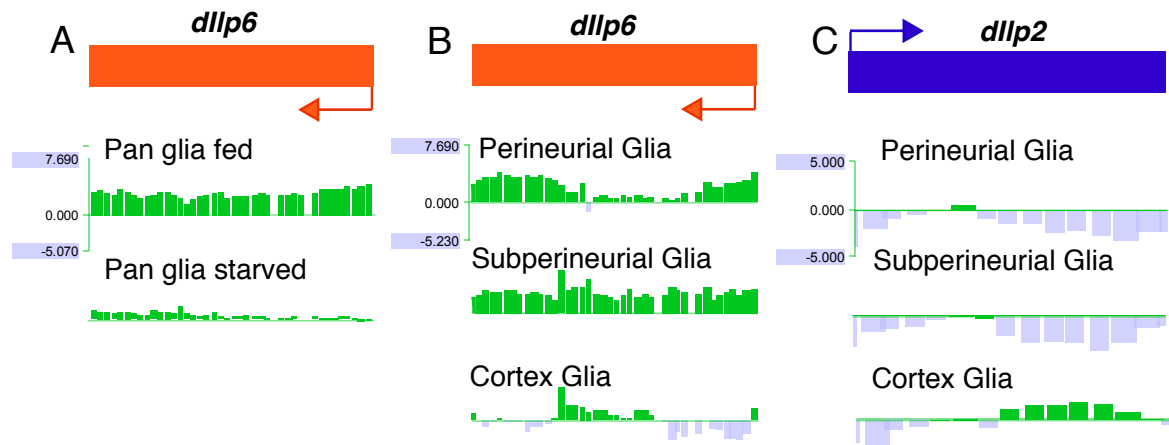 A
dIlp6
Pan glia fed
7.690
0.000
-5.070
Pan glia starved
B
dIlp6
Perineurial Glia
7.690
0.000
-5.230
Subperineurial Glia
Cortex Glia
C
dIlp2
Perineurial Glia
5.000
0.000
-5.000
Subperineurial Glia
Cortex Glia